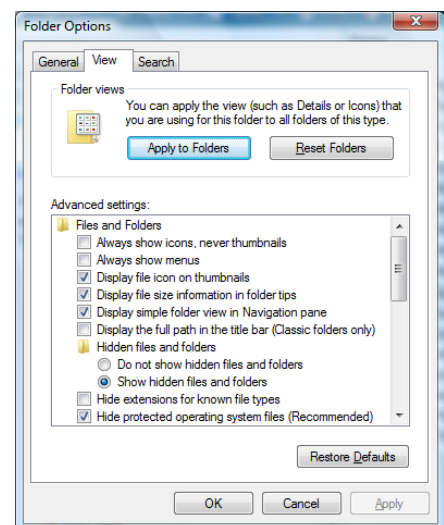 Folder Options
General View Search
Folder views
You can apply the view (such as Details or Icons) that
you are using for this folder to all folders of this type.
Apply to Folders Reset Folders
Advanced settings:
Files and Folders
Always show icons, never thumbnails
Always show menus
Display file icon on thumbnails
Display file size information in folder tips
Display simple folder view in Navigation pane
Display the full path in the title bar (Classic folders only)
Hidden files and folders
Do not show hidden files and folders
Show hidden files and folders
Hide extensions for known file types
Hide protected operating system files (Recommended)
Restore Defaults
OK Cancel Apply